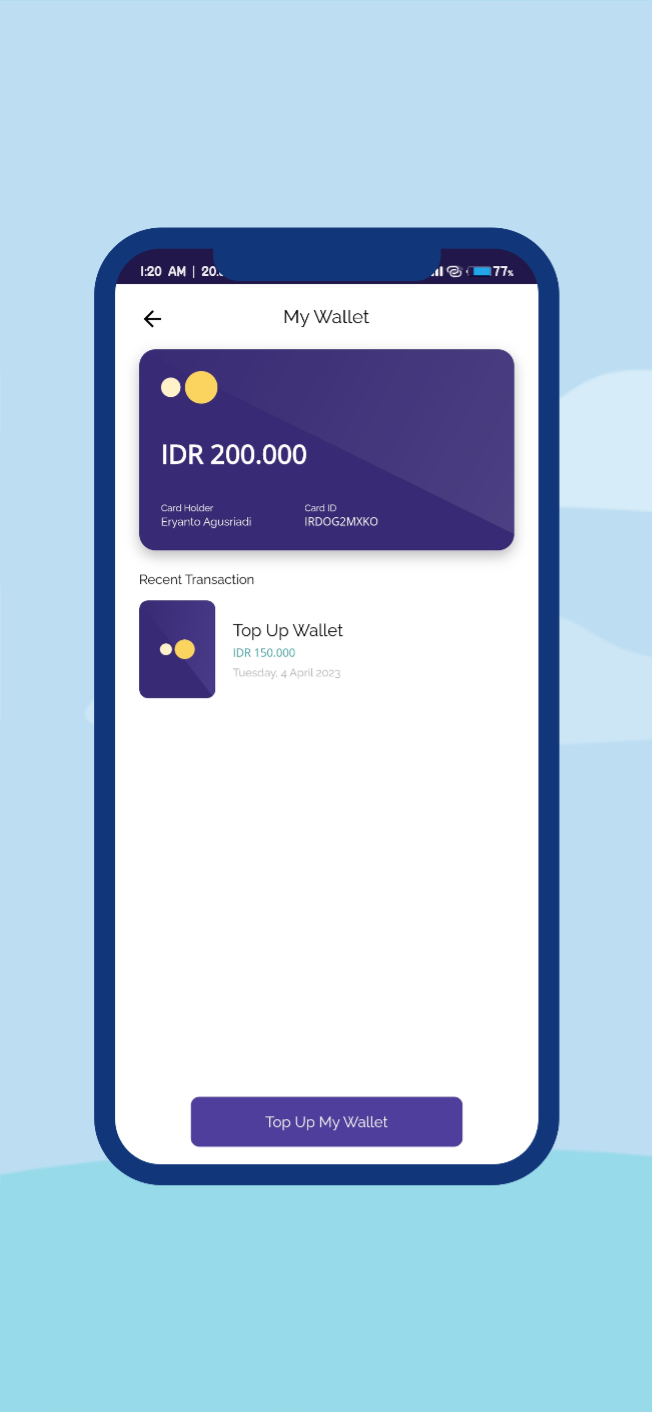 1:20 AM | 20.
77%
My Wallet
IDR 200.000
Card Holder
Card ID
Eryanto Agusriadi
IRDOG2MXKO
Recent Transaction
Top Up Wallet
IDR 150.000
Tuesday, 4 April 2023
Top Up My Wallet